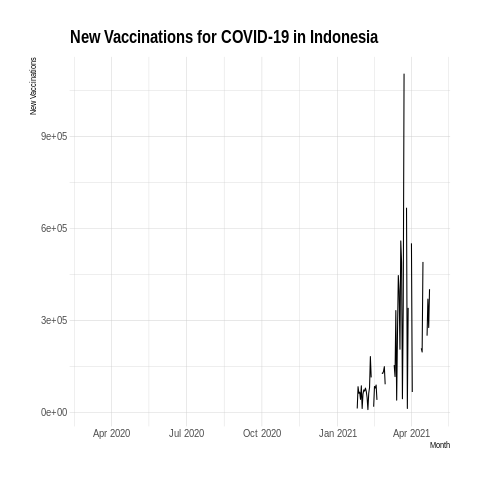 New Vaccinations for COVID-19 in Indonesia
New Vaccinations
9e+05
6e+05
3e+05
0e+00
Apr 2020 Jul 2020 Oct 2020 Jan 2021 Apr 2021
Month